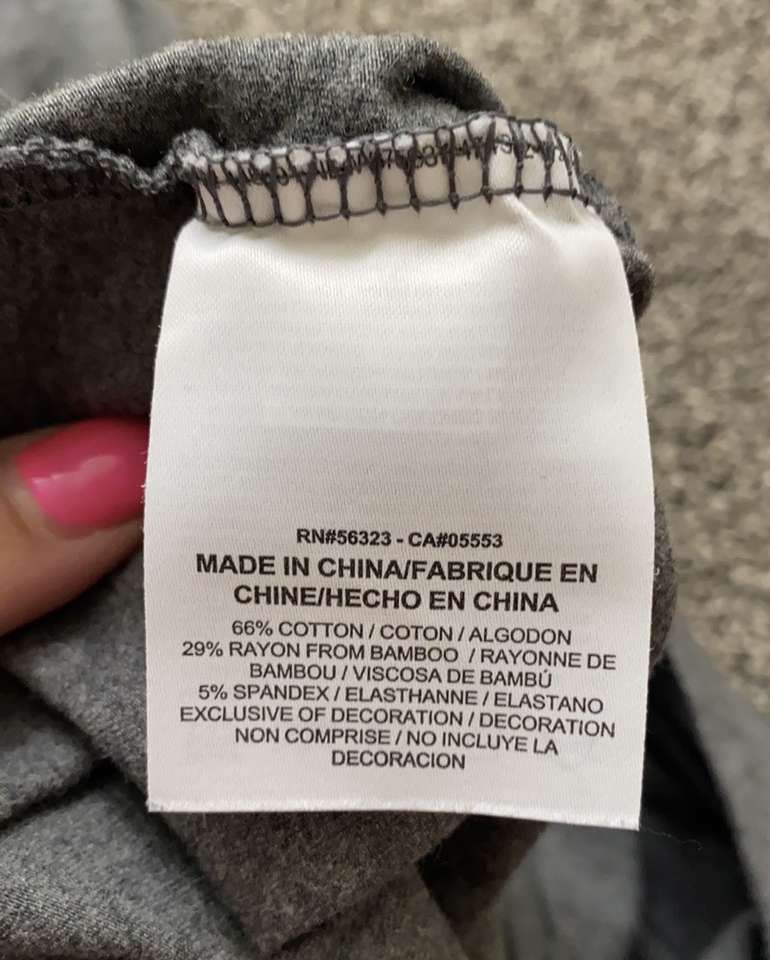 RN#56323 - CA#05553
MADE IN CHINA/FABRIQUE EN
CHINE/HECHO EN CHINA
66% COTTON / COTON / ALGODON
29% RAYON FROM BAMBOO / RAYONNE DE
BAMBOU / VISCOSA DE BAMBÚ
5% SPANDEX / ELASTHANNE / ELASTANO
EXCLUSIVE OF DECORATION / DECORATION
NON COMPRISE / NO INCLUYE LA
DECORACION